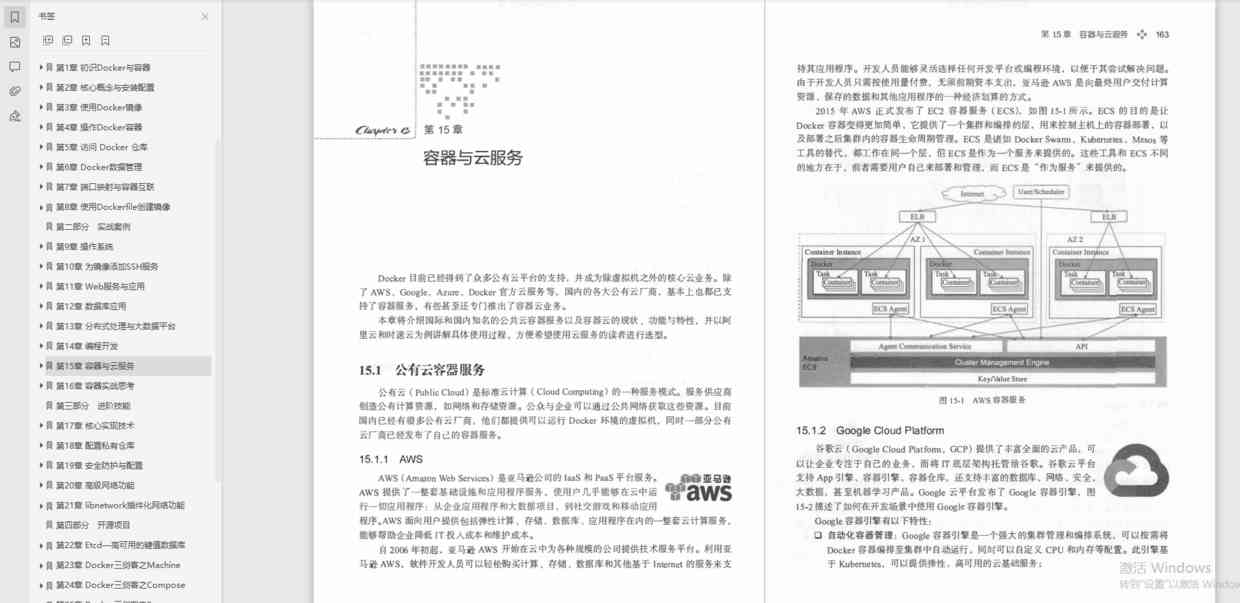 书签
第1章 初识Docker与容器
第2章 核心概念与安装配置
第3章 使用Docker镜像
第4章 操作Docker容器
第5章 访问 Docker 仓库
第6章 Docker数据管理
第7章 端口映射与容器互联
第8章 使用Dockerfile创建镜像
第二部分 实战案例
第9章 操作系统
第10章 为镜像添加SSH服务
第11章 Web服务与应用
第12章 数据库应用
第13章 分布式处理与大数据平台
第14章 编程开发
第15章 容器与云服务
第16章 容器实战思考
第三部分 进阶技能
第17章 核心实现技术
第18章 配置私有仓库
第19章 安全防护与配置
第20章 高级网络功能
第21章 libnetwork插件化网络功能
第四部分 开源项目
第22章 Etcd—高可用的键值数据库
第23章 Docker三剑客之Machine
第24章 Docker三剑客之Compose
第 15 章
容器与云服务
Docker 目前已经得到了众多公有云平台的支持，并成为除虚拟机之外的核心云业务。除
了 AWS、Google、Azure、Docker 官方云服务等，国内的各大公有云厂商，基本上也都已支
持了容器服务，有些甚至还专门推出了容器云业务。
本章将介绍国际和国内知名的公共云容器服务以及容器云的现状、功能与特性，并以阿
里云和时速云为例讲解具体使用过程，方便希望使用云服务的读者进行选型。
15.1 公有云容器服务
公有云（Public Cloud）是标准云计算（Cloud Computing）的一种服务模式。服务供应商
创造公有计算资源，如网络和存储资源。公众与企业可以通过公共网络获取这些资源。目前
国内已经有很多公有云厂商，他们都提供可以运行 Docker 环境的虚拟机，同时一部分公有
云厂商已经发布了自己的容器服务。
15.1.1 AWS
AWS（Amazon Web Services）是亚马逊公司的 IaaS 和 PaaS 平台服务。
AWS 提供了一整套基础设施和应用程序服务，使用户几乎能够在云中运
行一切应用程序：从企业应用程序和大数据项目，到社交游戏和移动应用
程序。AWS 面向用户提供包括弹性计算、存储、数据库、应用程序在内的一整套云计算服务，
能够帮助企业降低 IT 投入成本和维护成本。
亚马逊
aws
自 2006 年初起，亚马逊 AWS 开始在云中为各种规模的公司提供技术服务平台。利用亚
马逊 AWS，软件开发人员可以轻松购买计算、存储、数据库和其他基于 Internet 的服务来支
第 15 章 容器与云服务 163
持其应用程序。开发人员能够灵活选择任何开发平台或编程环境，以便于其尝试解决问题。
由于开发人员只需按使用量付费，无须前期资本支出，亚马逊 AWS 是向最终用户交付计算
资源、保存的数据和其他应用程序的一种经济划算的方式。
2015 年 AWS 正式发布了 EC2 容器服务（ECS），如图 15-1 所示。ECS 的目的是让
Docker 容器变得更加简单，它提供了一个集群和编排的层，用来控制主机上的容器部署，以
及部署之后集群内的容器生命周期管理。ECS 是诸如 Docker Swarm、Kubernetes、Mesos 等
工具的替代，都工作在同一个层，但 ECS 是作为一个服务来提供的。这些工具和 ECS 不同
的地方在于，前者需要用户自己来部署和管理，而 ECS 是“作为服务”来提供的。
Internet
User/Scheduler
ELB
ELB
AZ 1
AZ 2
Container Instance
Container Instance
Container Instance
Docker
Docker
Docker
Task
Task
Task
Task
Task
Task
Container
Container
Container
Container
Container
Container
ECS Agent
ECS Agent
ECS Agent
Amazon
ECS
Agent Communication Service
API
Cluster Management Engine
Key/Value Store
图 15-1 AWS 容器服务
15.1.2 Google Cloud Platform
谷歌云（Google Cloud Platform，GCP）提供了丰富全面的云产品，可
以让企业专注于自己的业务，而将 IT 底层架构托管给谷歌。谷歌云平台
支持 App 引擎、容器引擎、容器仓库，还支持丰富的数据库、网络、安全、
大数据，甚至机器学习产品。Google 云平台发布了 Google 容器引擎，图
15-2 描述了如何在开发场景中使用 Google 容器引擎。
Google 容器引擎有以下特性：
❏ 自动化容器管理：Google 容器引擎是一个强大的集群管理和编排系统，可以按需将
Docker 容器编排至集群中自动运行，同时可以自定义 CPU 和内存等配置。此引擎基
于 Kubernetes，可以提供弹性、高可用的云基础服务；
激活 Windows
转到“设置”以激活 Window